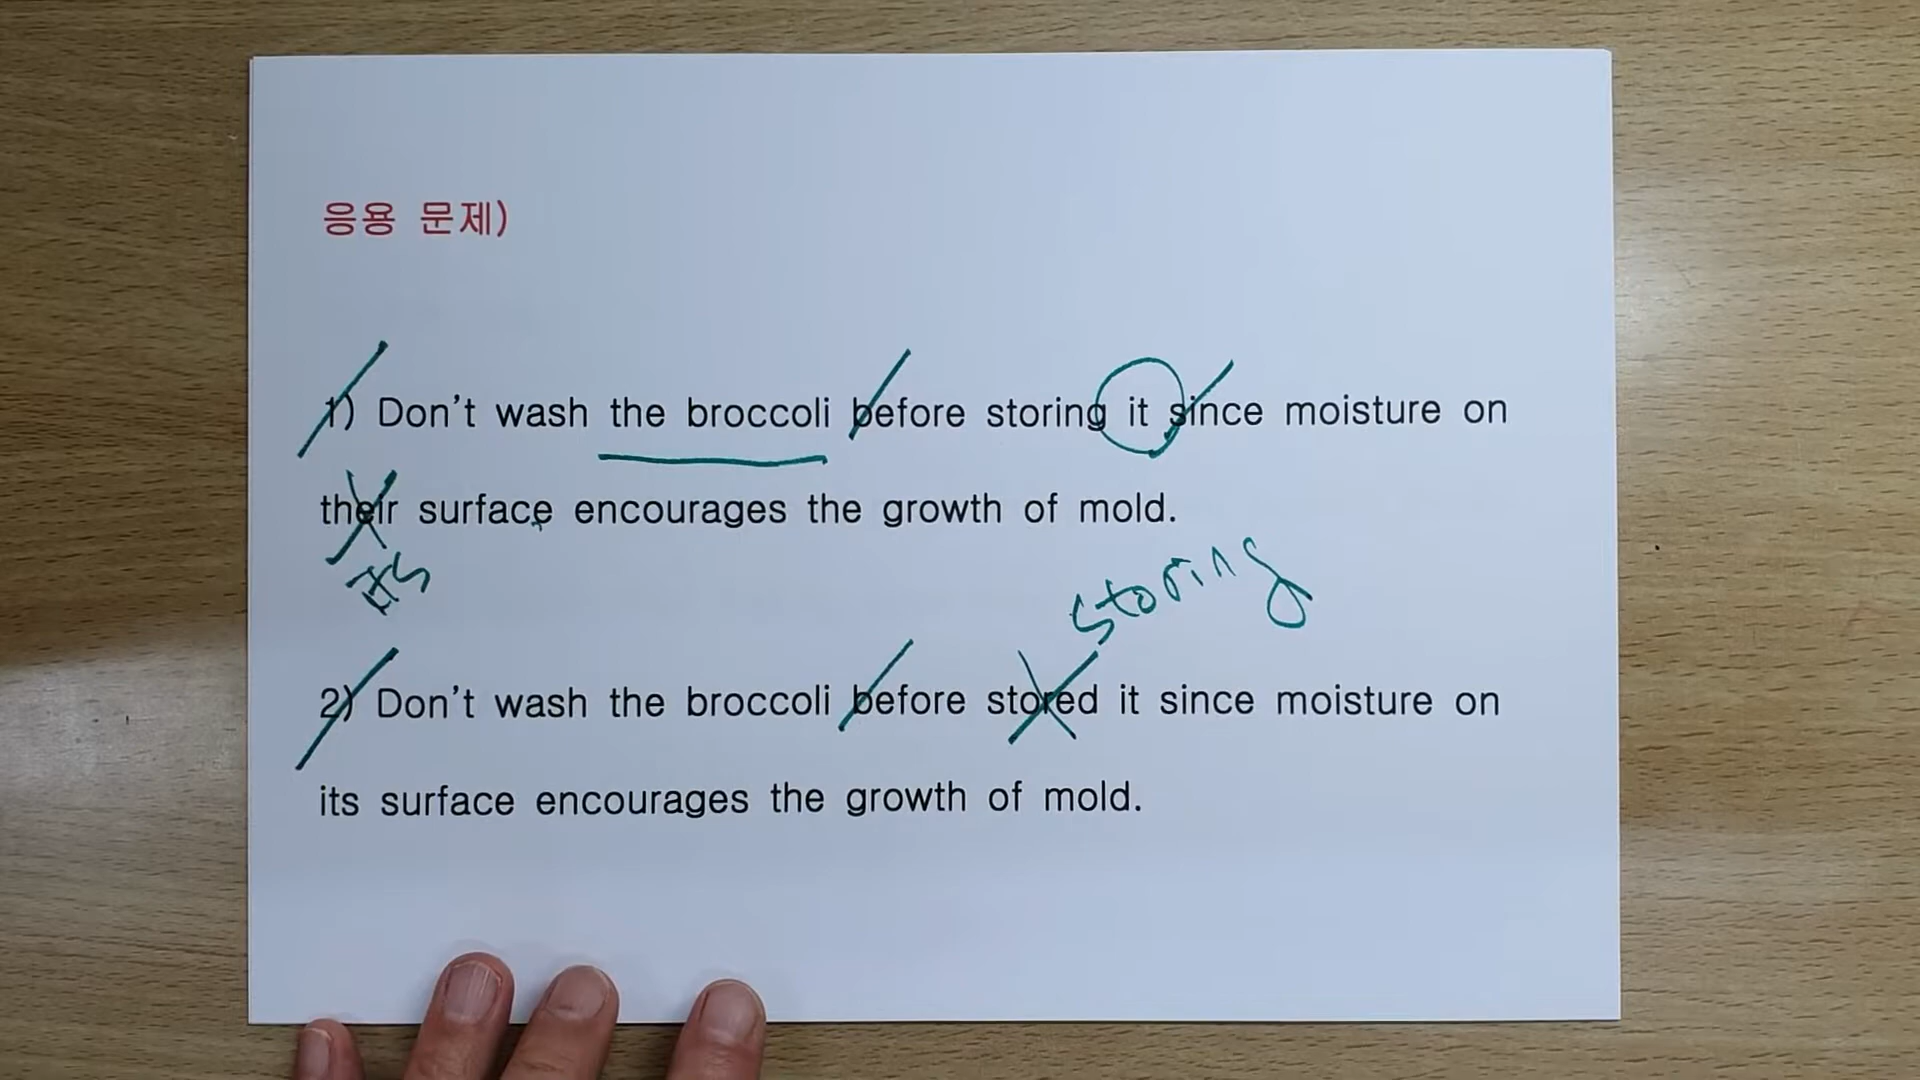 응용 문제)
1) Don't wash the broccoli before storing it since moisture on
their surface encourages the growth of mold.
its
storing
2) Don't wash the broccoli before stored it since moisture on
its surface encourages the growth of mold.